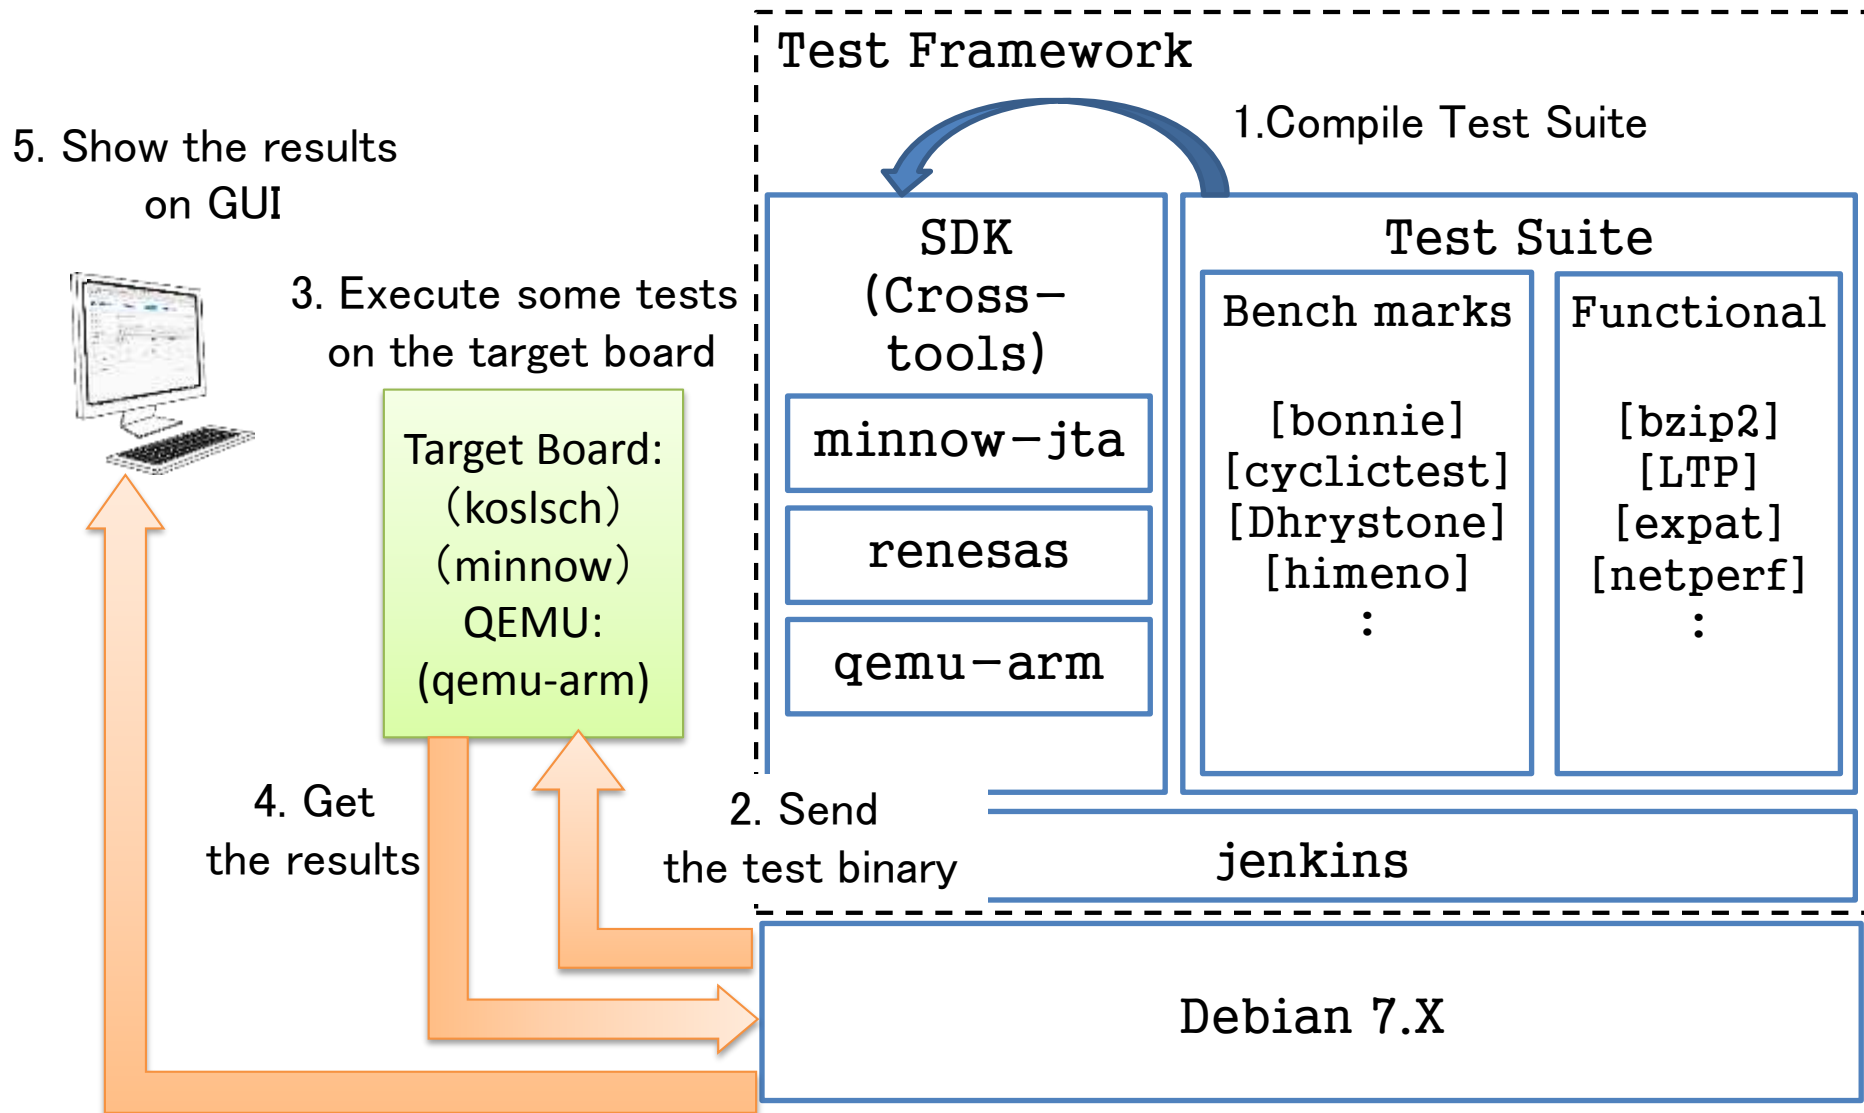 Test Framework
1.Compile Test Suite
5. Show the results
on GUI
3. Execute some tests
on the target board
Target Board:
（koslsch）
（minnow）
QEMU:
(qemu-arm)
SDK
(Cross-
tools)
minnow-jta
renesas
qemu-arm
Test Suite
Bench marks
[bonnie]
[cyclictest]
[Dhrystone]
[himeno]
:
Functional
[bzip2]
[LTP]
[expat]
[netperf]
:
4. Get
the results
2. Send
the test binary
jenkins
Debian 7.X